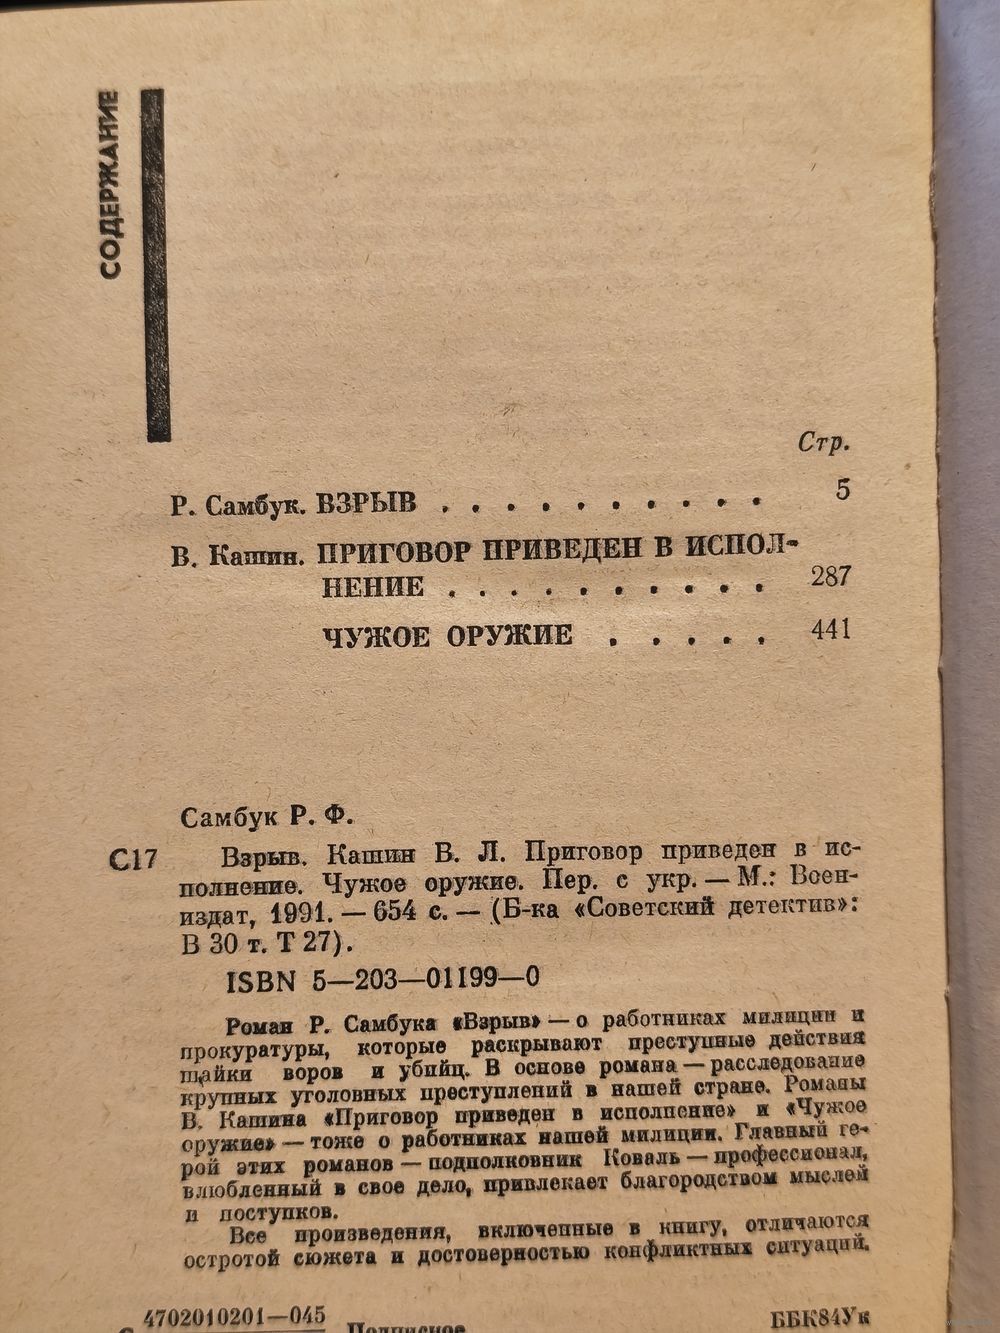 СОДЕРЖАНИЕ
Стр.
Р. Самбук. ВЗРЫВ . . . . . . . . . . 5
В. Кашин. ПРИГОВОР ПРИВЕДЕН В ИСПОЛ-
НЕНИЕ . . . . . . . . . . 287
ЧУЖОЕ ОРУЖИЕ . . . . . 441
Самбук Р. Ф.
С17 Взрыв. Кашин В. Л. Приговор приведен в ис-
полнение. Чужое оружие. Пер. с укр. — М.: Воен-
издат, 1991. — 654 с. — (Б-ка «Советский детектив»:
В 30 т. Т 27).
ISBN 5—203—01199—0
Роман Р. Самбука «Взрыв» — о работниках милиции и
прокуратуры, которые раскрывают преступные действия
шайки воров и убийц. В основе романа — расследование
крупных уголовных преступлений в нашей стране. Романы
В. Кашина «Приговор приведен в исполнение» и «Чужое
оружие» — тоже о работниках нашей милиции. Главный ге-
рой этих романов — подполковник Коваль — профессионал,
влюбленный в свое дело, привлекает благородством мыслей
и поступков.
Все произведения, включенные в книгу, отличаются
остротой сюжета и достоверностью конфликтных ситуаций.
4702010201—045
Подписное
ББК84Ук